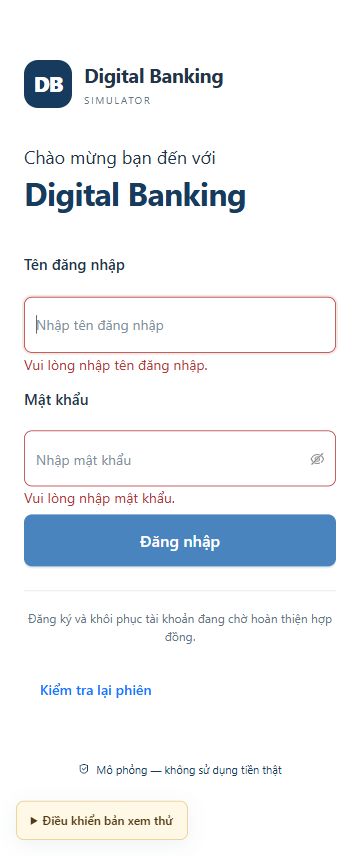 DB
Digital Banking
SIMULATOR
Chào mừng bạn đến với
Digital Banking
Tên đăng nhập
Nhập tên đăng nhập
Vui lòng nhập tên đăng nhập.
Mật khẩu
Nhập mật khẩu
Vui lòng nhập mật khẩu.
Đăng nhập
Đăng ký và khôi phục tài khoản đang chờ hoàn thiện hợp
đồng.
Kiểm tra lại phiên
Mô phỏng — không sử dụng tiền thật
▶ Điều khiển bản xem thử